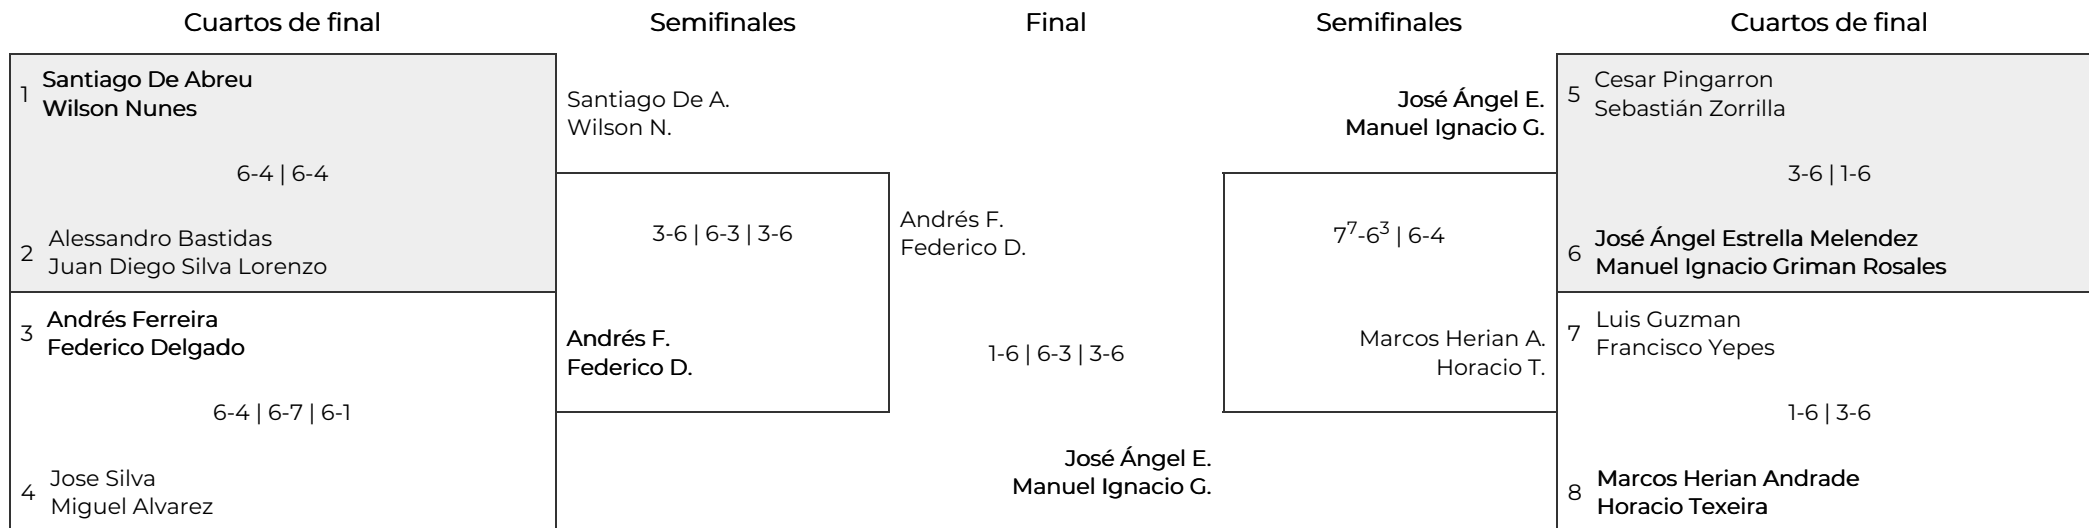 Cuartos de final
Semifinales
Final
Semifinales
Cuartos de final
1
Santiago De Abreu
Wilson Nunes
6-4 | 6-4
2
Alessandro Bastidas
Juan Diego Silva Lorenzo
3
Andrés Ferreira
Federico Delgado
6-4 | 6-7 | 6-1
4
Jose Silva
Miguel Alvarez
Santiago De A.
Wilson N.
3-6 | 6-3 | 3-6
Andrés F.
Federico D.
Andrés F.
Federico D.
1-6 | 6-3 | 3-6
José Ángel E.
Manuel Ignacio G.
José Ángel E.
Manuel Ignacio G.
7⁷-6³ | 6-4
Marcos Herian A.
Horacio T.
5
Cesar Pingarron
Sebastián Zorrilla
3-6 | 1-6
6
José Ángel Estrella Melendez
Manuel Ignacio Griman Rosales
7
Luis Guzman
Francisco Yepes
1-6 | 3-6
8
Marcos Herian Andrade
Horacio Texeira